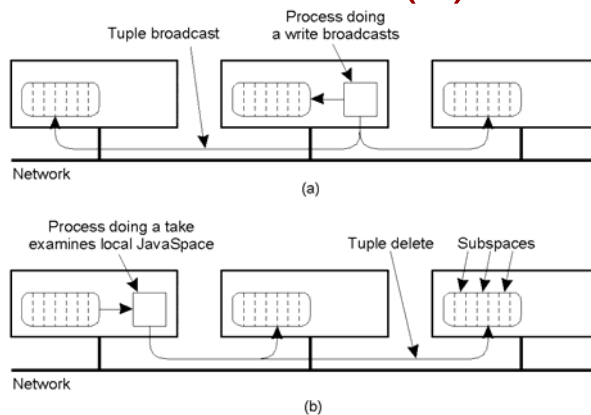 Process doing
a write broadcasts
Tuple broadcast
Network
(a)
Process doing a take
examines local JavaSpace
Tuple delete
Subspaces
Network
(b)